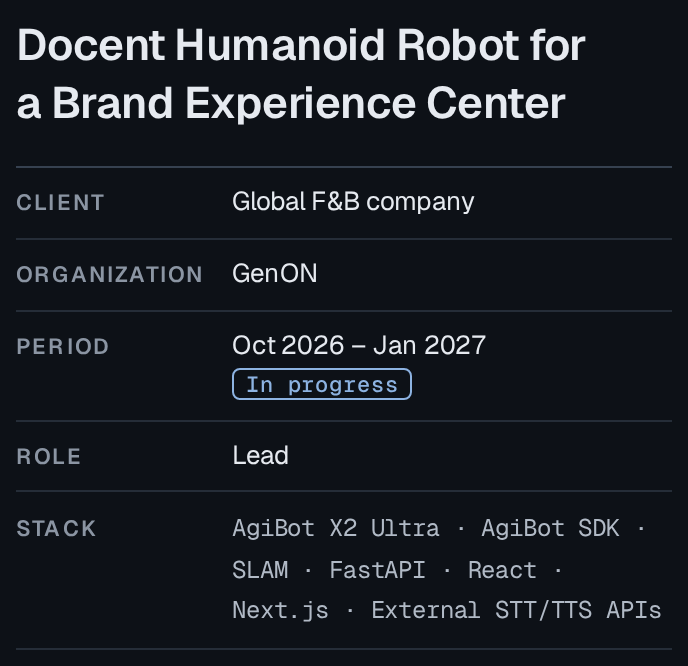 Docent Humanoid Robot for
a Brand Experience Center
CLIENT Global F&B company
ORGANIZATION GenON
PERIOD Oct 2026 – Jan 2027
In progress
ROLE Lead
STACK AgiBot X2 Ultra · AgiBot SDK ·
SLAM · FastAPI · React ·
Next.js · External STT/TTS APIs